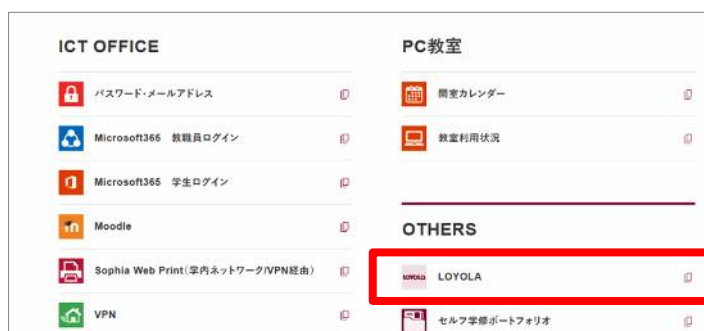 ICT OFFICE
パスワード・メールアドレス
Microsoft365　教職員ログイン
Microsoft365　学生ログイン
Moodle
Sophia Web Print（学内ネットワーク/VPN経由）
VPN
PC教室
開室カレンダー
教室利用状況
OTHERS
LOYOLA LOYOLA
セルフ学修ポートフォリオ